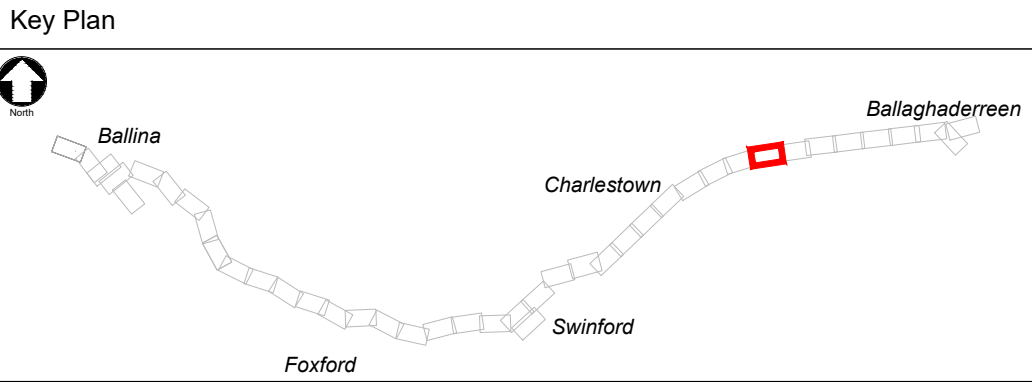 Key Plan
North
Ballaghaderreen
Ballina
Charlestown
Swinford
Foxford